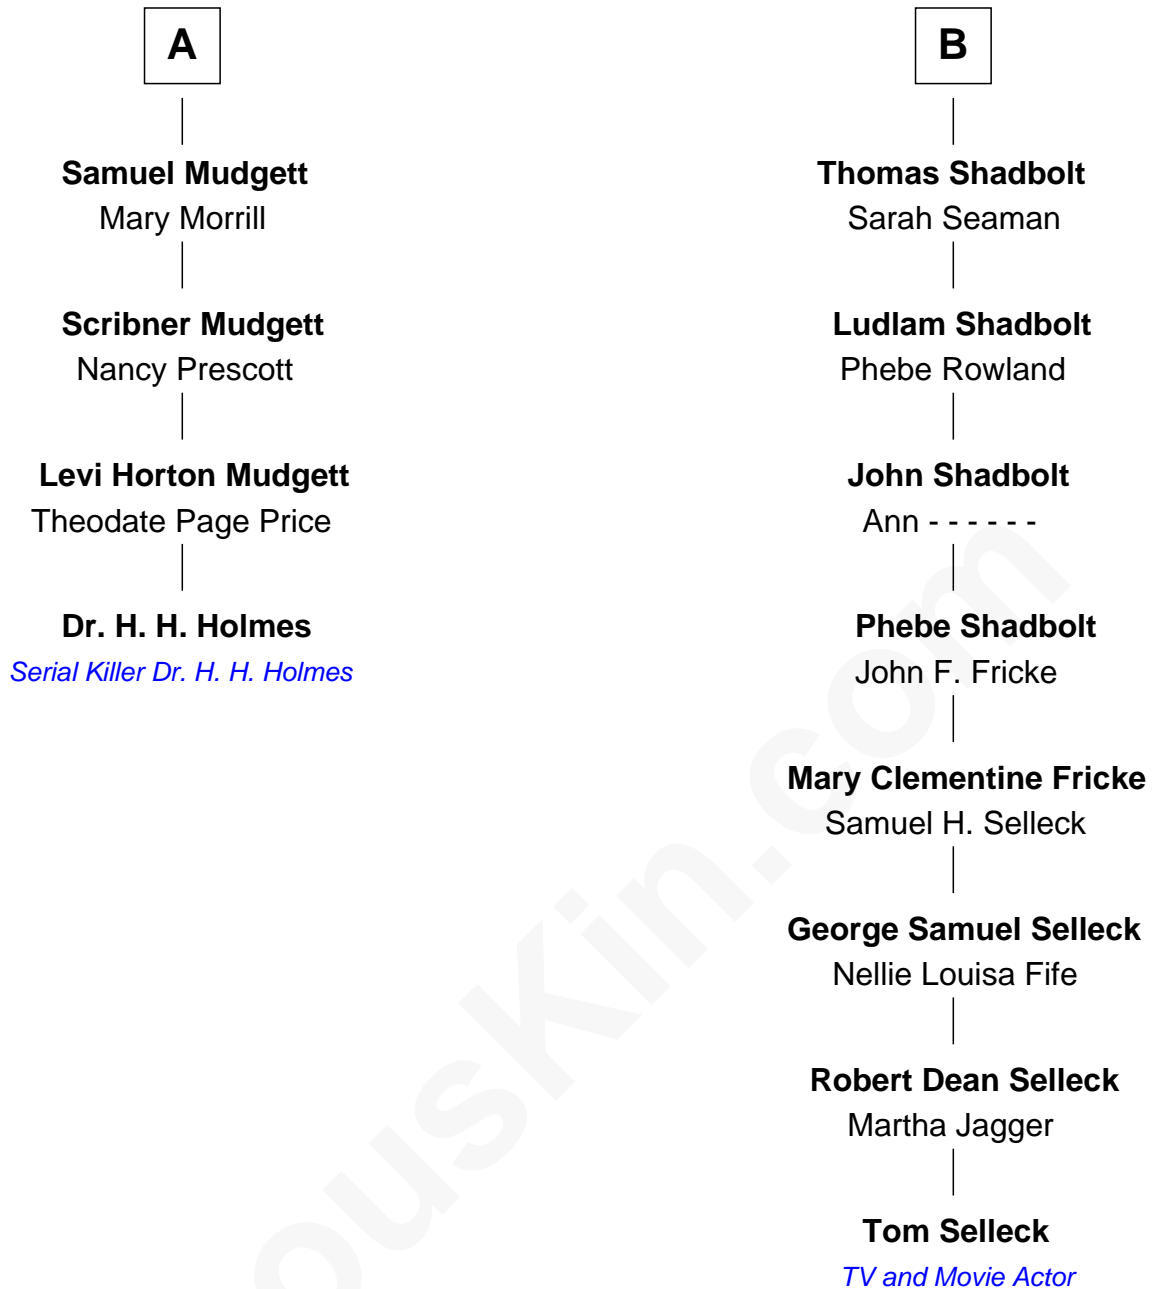 A
Samuel Mudgett
Mary Morrill
Scribner Mudgett
Nancy Prescott
Levi Horton Mudgett
Theodate Page Price
Dr. H. H. Holmes
Serial Killer Dr. H. H. Holmes
B
Thomas Shadbolt
Sarah Seaman
Ludlam Shadbolt
Phebe Rowland
John Shadbolt
Ann - - - - - -
Phebe Shadbolt
John F. Fricke
Mary Clementine Fricke
Samuel H. Selleck
George Samuel Selleck
Nellie Louisa Fife
Robert Dean Selleck
Martha Jagger
Tom Selleck
TV and Movie Actor
ousKin.com